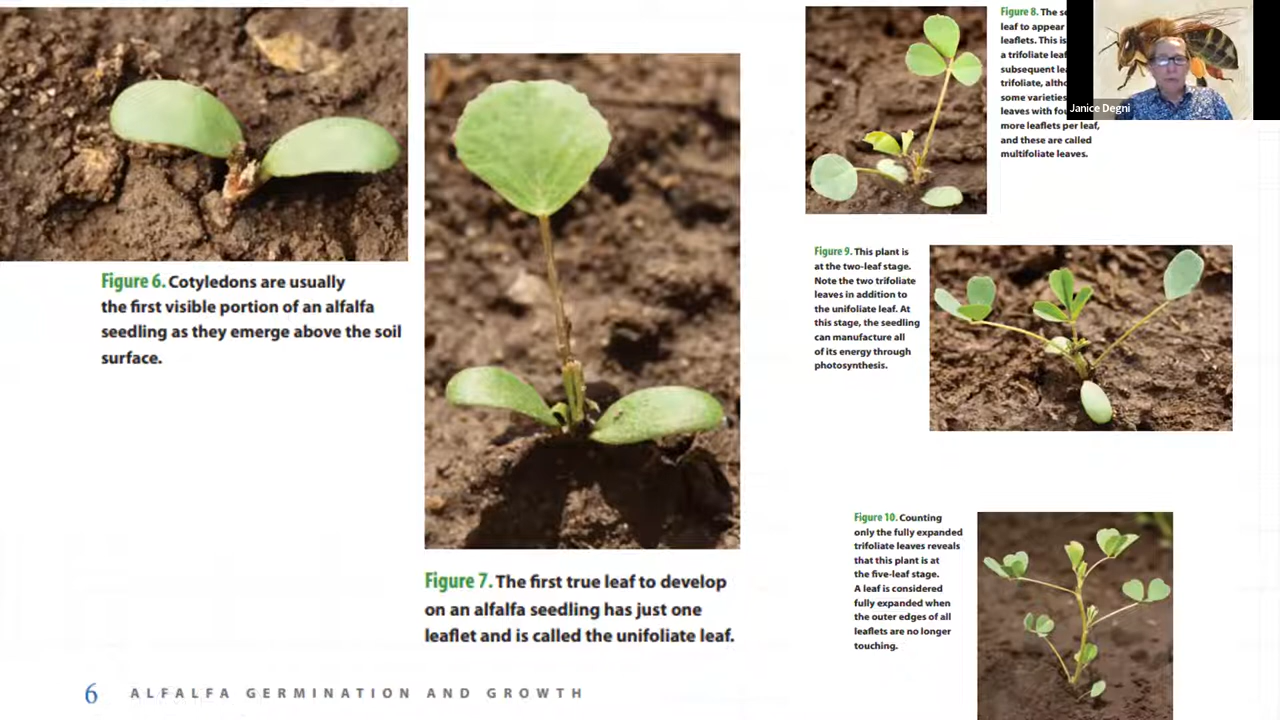 Figure 6. Cotyledons are usually
the first visible portion of an alfalfa
seedling as they emerge above the soil
surface.
Figure 7. The first true leaf to develop
on an alfalfa seedling has just one
leaflet and is called the unifoliate leaf.
Figure 8. The
leaf to appear
leaflets. This is
a trifoliate
subsequent
trifoliate,
some varieties
leaves with
more leaflets per leaf,
and these are called
multifoliate leaves.
Janice Degni
Figure 9. This plant is
at the two-leaf stage.
Note the two trifoliate
leaves in addition to
the unifoliate leaf. At
this stage, the seedling
can manufacture all
of its energy through
photosynthesis.
Figure 10. Counting
only the fully expanded
trifoliate leaves reveals
that this plant is at
the five-leaf stage.
A leaf is considered
fully expanded when
the outer edges of all
leaflets are no longer
touching.
6 ALFALFA GERMINATION AND GROWTH